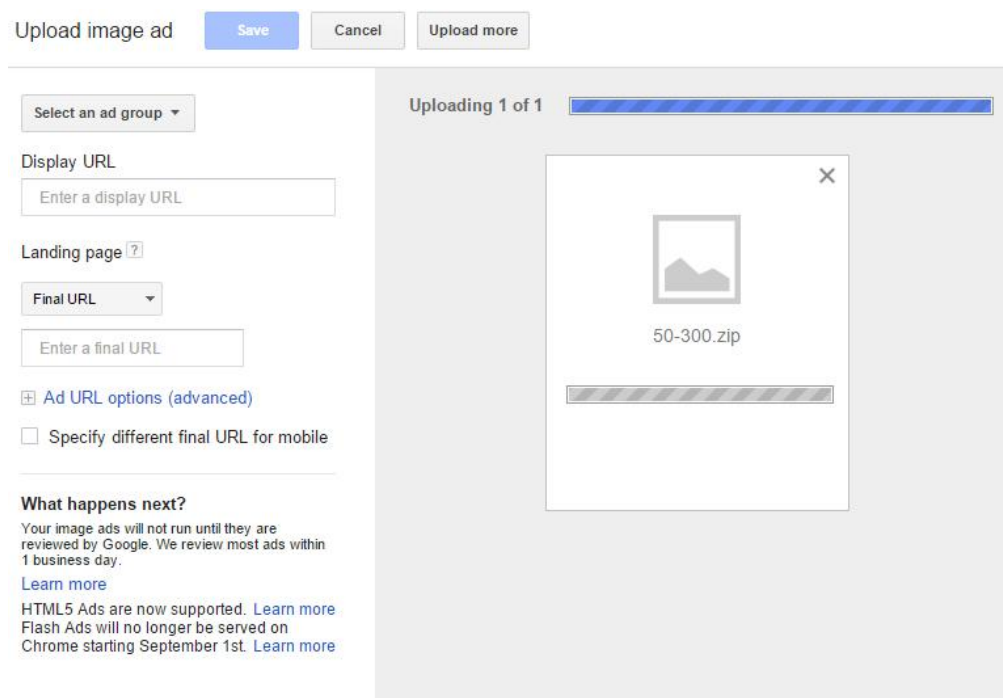 Upload image ad
Save
Cancel
Upload more
Select an ad group
Display URL
Enter a display URL
Landing page ?
Final URL
Enter a final URL
Ad URL options (advanced)
Specify different final URL for mobile
What happens next?
Your image ads will not run until they are
reviewed by Google. We review most ads within
1 business day.
Learn more
HTML5 Ads are now supported. Learn more
Flash Ads will no longer be served on
Chrome starting September 1st. Learn more
Uploading 1 of 1
50-300.zip